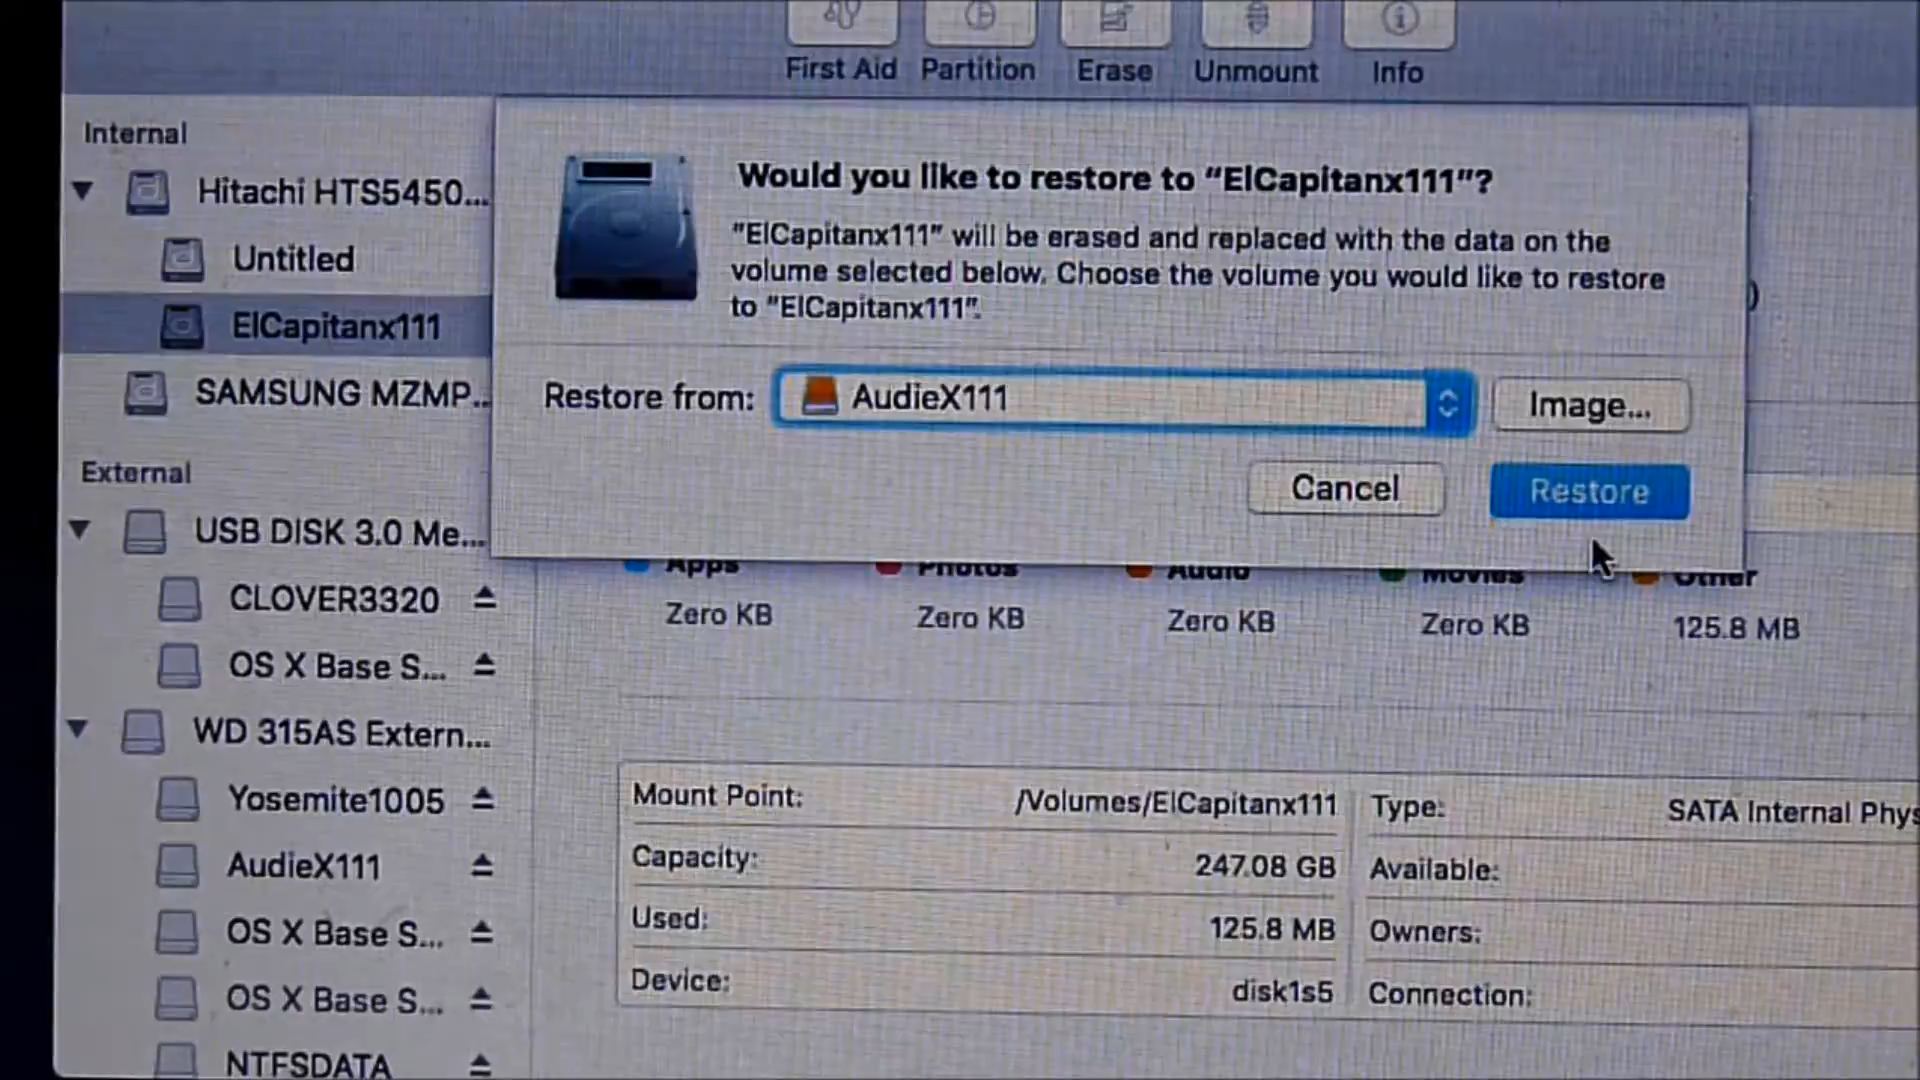 First Aid
Partition
Erase
Unmount
Info
Internal
Hitachi HTS5450...
Untitled
ElCapitanx111
SAMSUNG MZMP...
External
USB DISK 3.0 Me...
CLOVER3320
OS X Base S...
WD 315AS Extern...
Yosemite1005
AudieX111
OS X Base S...
OS X Base S...
NTFSDATA
Would you like to restore to “ElCapitanx111”?
"ElCapitanx111" will be erased and replaced with the data on the
volume selected below. Choose the volume you would like to restore
to "ElCapitanx111".
Restore from:
AudieX111
Image...
Cancel
Restore
Apps
Photos
Audio
Movies
Other
Zero KB
Zero KB
Zero KB
Zero KB
125.8 MB
Mount Point:
/Volumes/ElCapitanx111
Capacity:
247.08 GB
Used:
125.8 MB
Device:
disk1s5
Type:
SATA Internal Phys
Available:
Owners:
Connection: